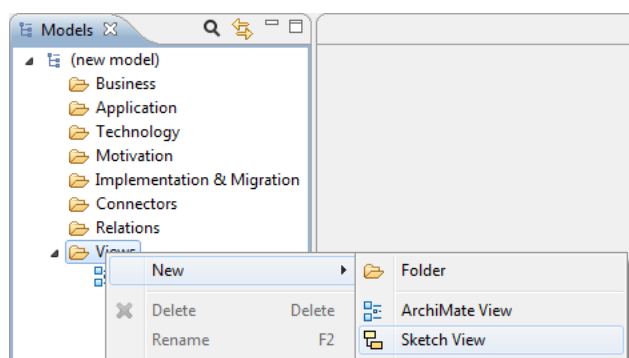 Models
(new model)
Business
Application
Technology
Motivation
Implementation & Migration
Connectors
Relations
Views
New
Folder
Delete Delete
ArchiMate View
Rename F2
Sketch View